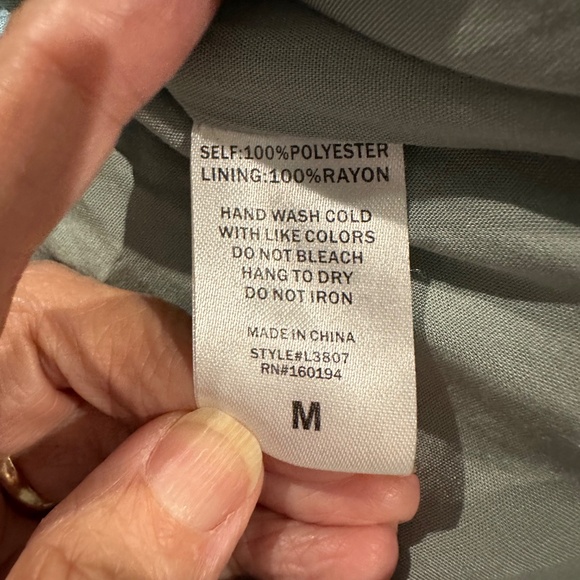 SELF:100%POLYESTER
LINING:100%RAYON
HAND WASH COLD
WITH LIKE COLORS
DO NOT BLEACH
HANG TO DRY
DO NOT IRON
MADE IN CHINA
STYLE#L3807
RN#160194
M